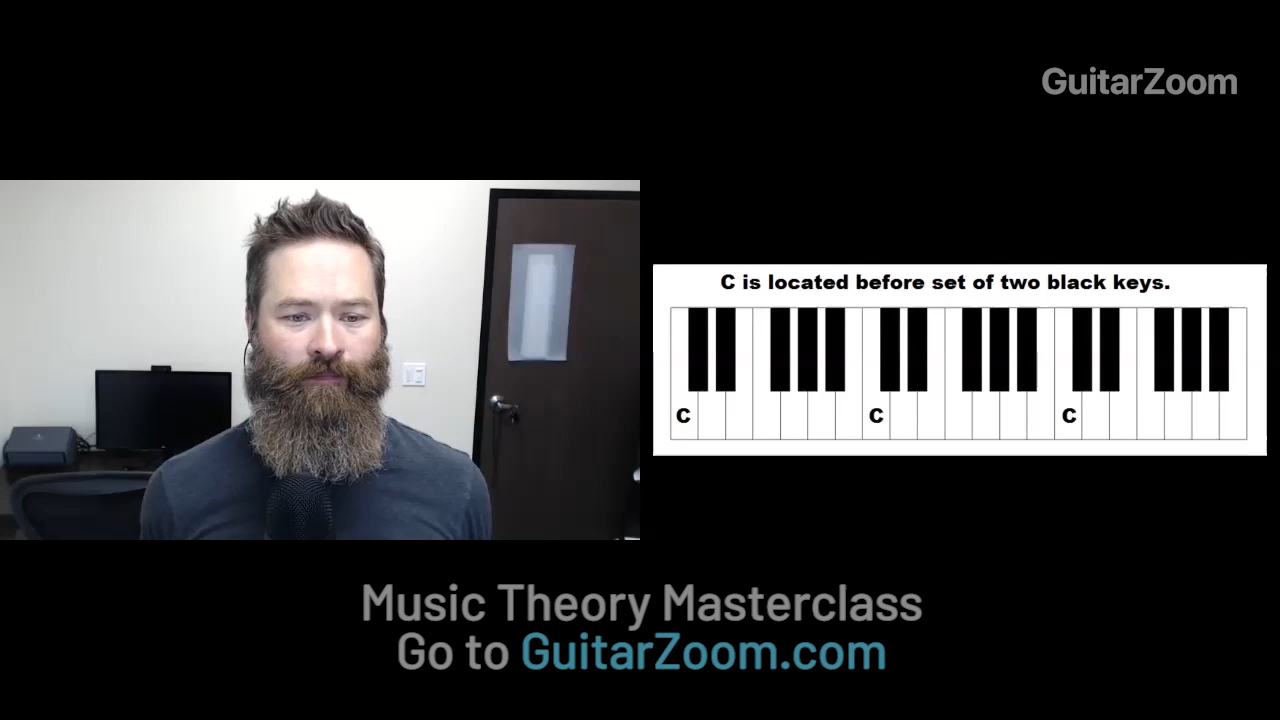 GuitarZoom
C is located before set of two black keys.
C C C
Music Theory Masterclass
Go to GuitarZoom.com